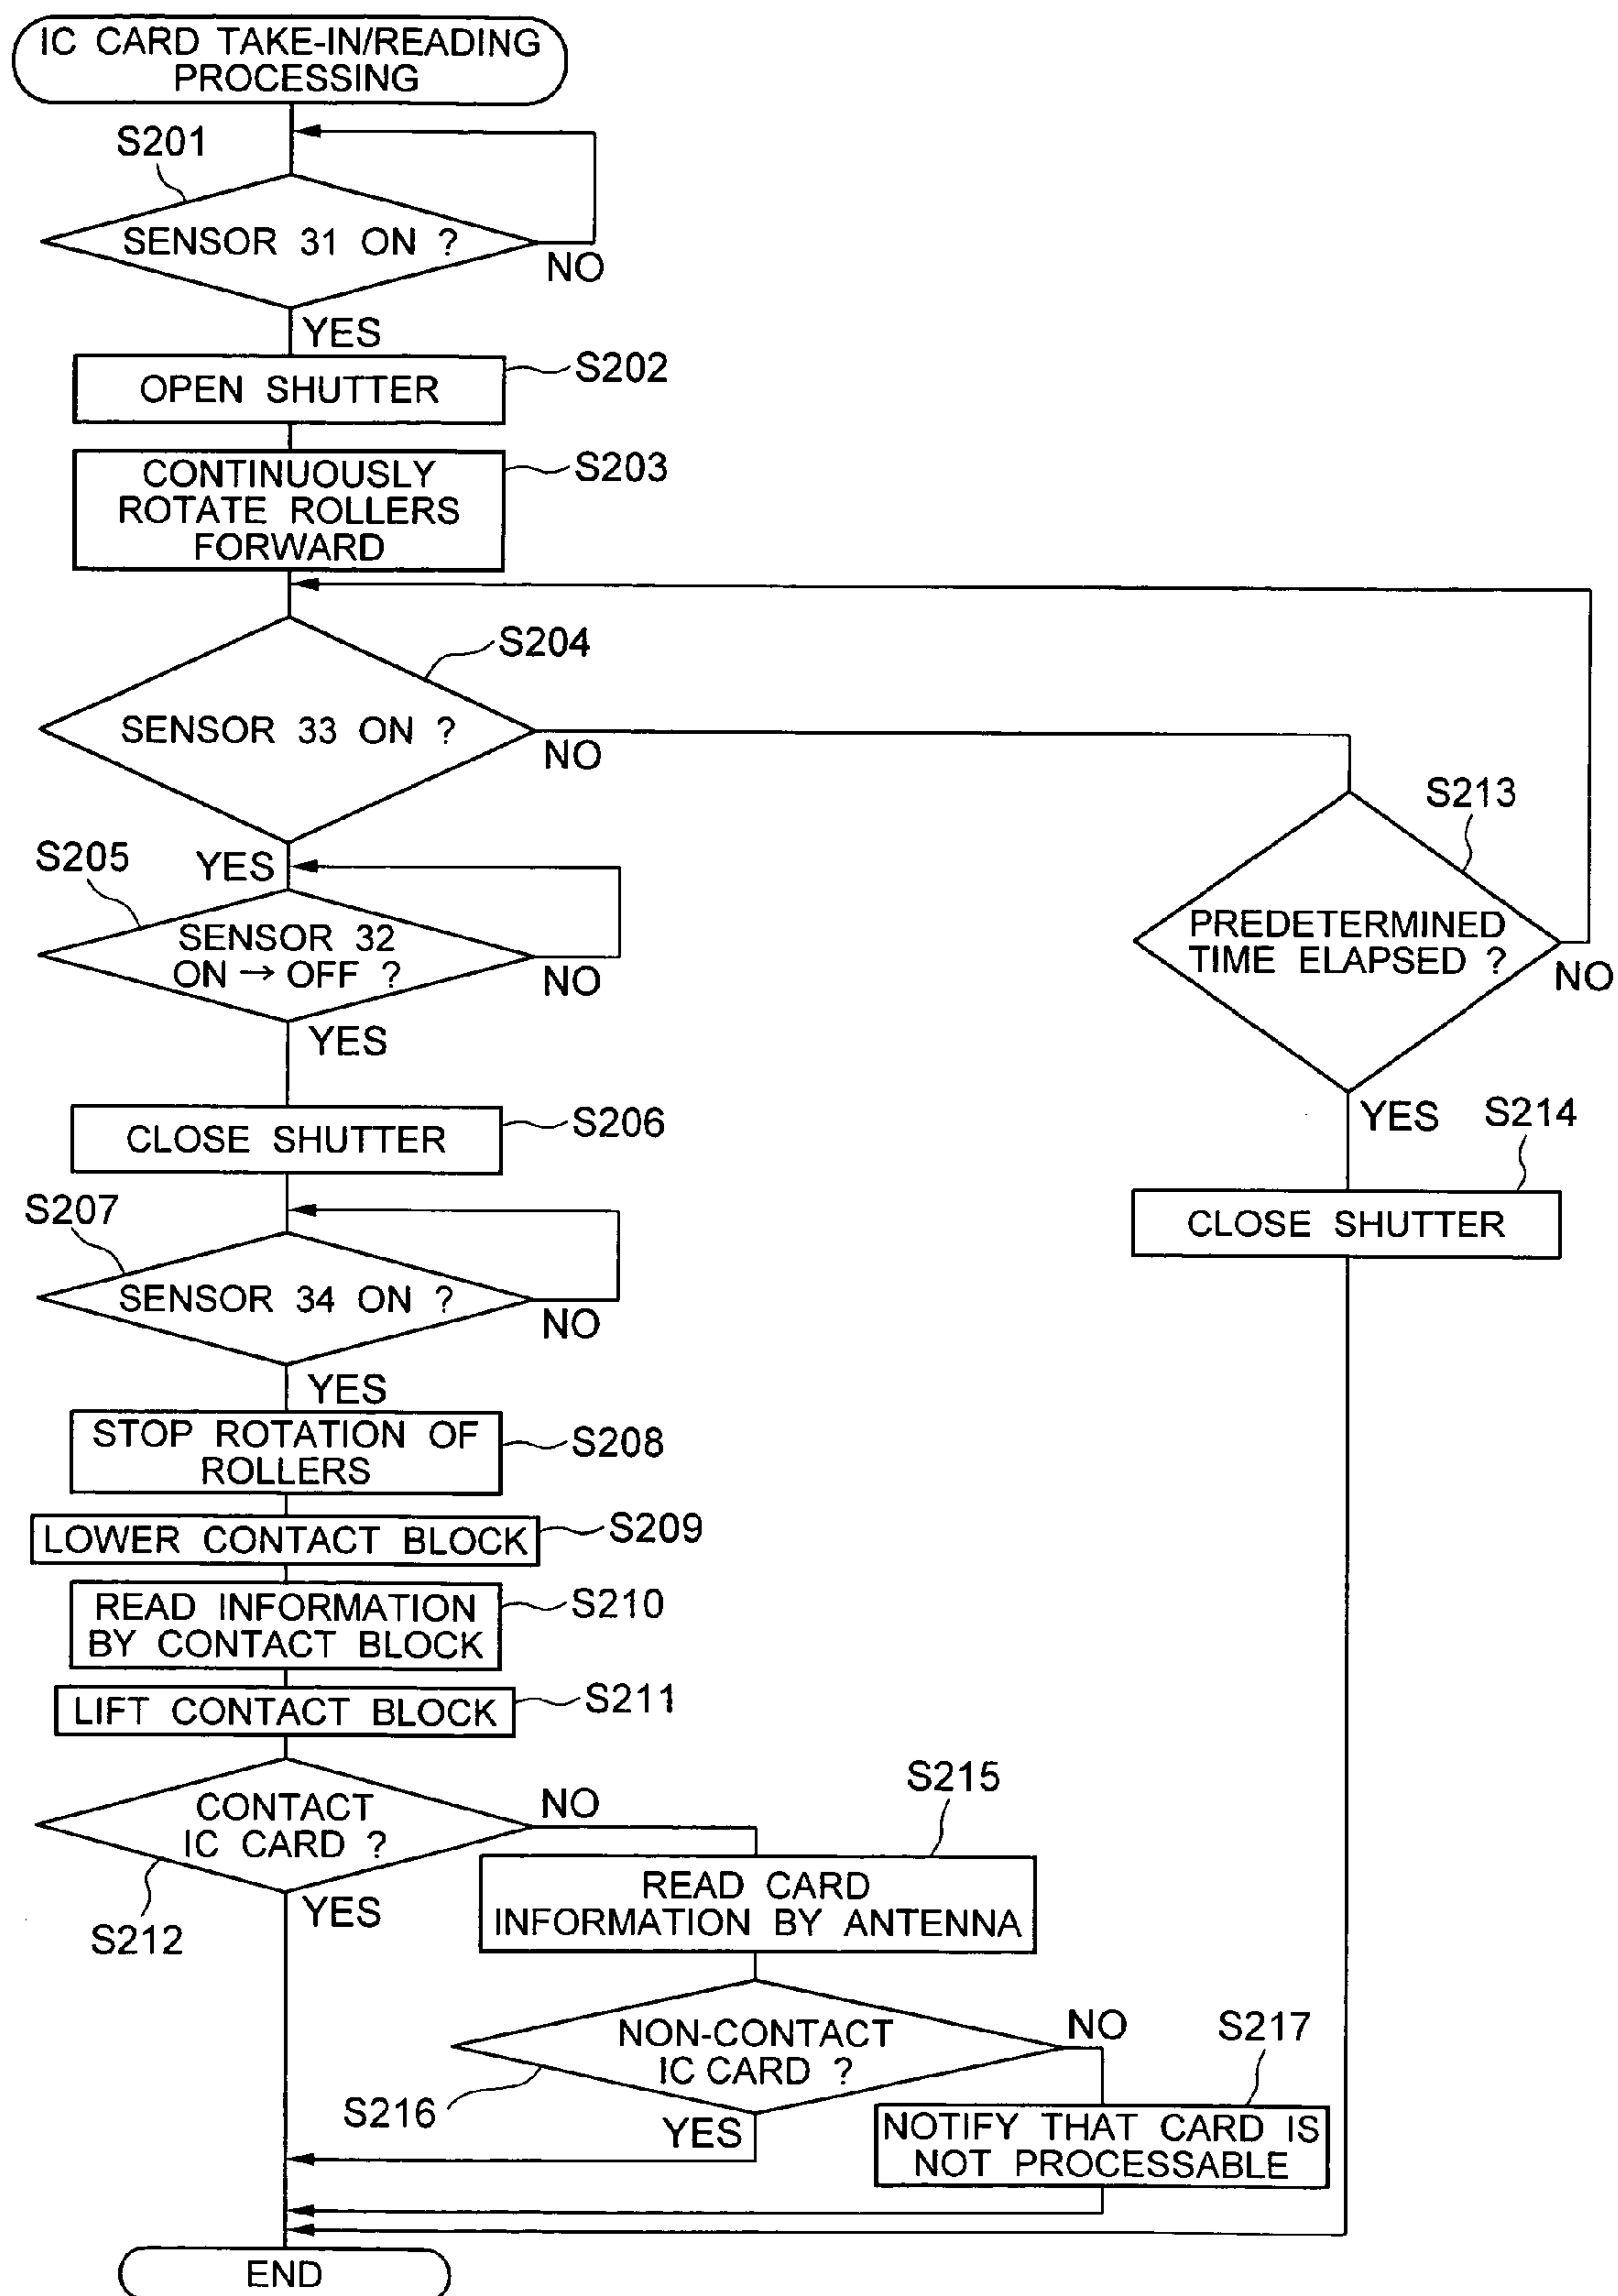 IC CARD TAKE-IN/READING
PROCESSING
S201
SENSOR 31 ON ?
NO
YES
OPEN SHUTTER
S202
CONTINUOUSLY
ROTATE ROLLERS
FORWARD
S203
S204
SENSOR 33 ON ?
NO
YES
S213
PREDETERMINED
TIME ELAPSED ?
NO
YES
S214
CLOSE SHUTTER
S205
SENSOR 32
ON → OFF ?
NO
YES
CLOSE SHUTTER
S206
S207
SENSOR 34 ON ?
NO
YES
STOP ROTATION OF
ROLLERS
S208
LOWER CONTACT BLOCK
S209
READ INFORMATION
BY CONTACT BLOCK
S210
LIFT CONTACT BLOCK
S211
CONTACT
IC CARD ?
NO
YES
S212
S215
READ CARD
INFORMATION BY ANTENNA
NON-CONTACT
IC CARD ?
NO
S216
YES
S217
NOTIFY THAT CARD IS
NOT PROCESSABLE
END